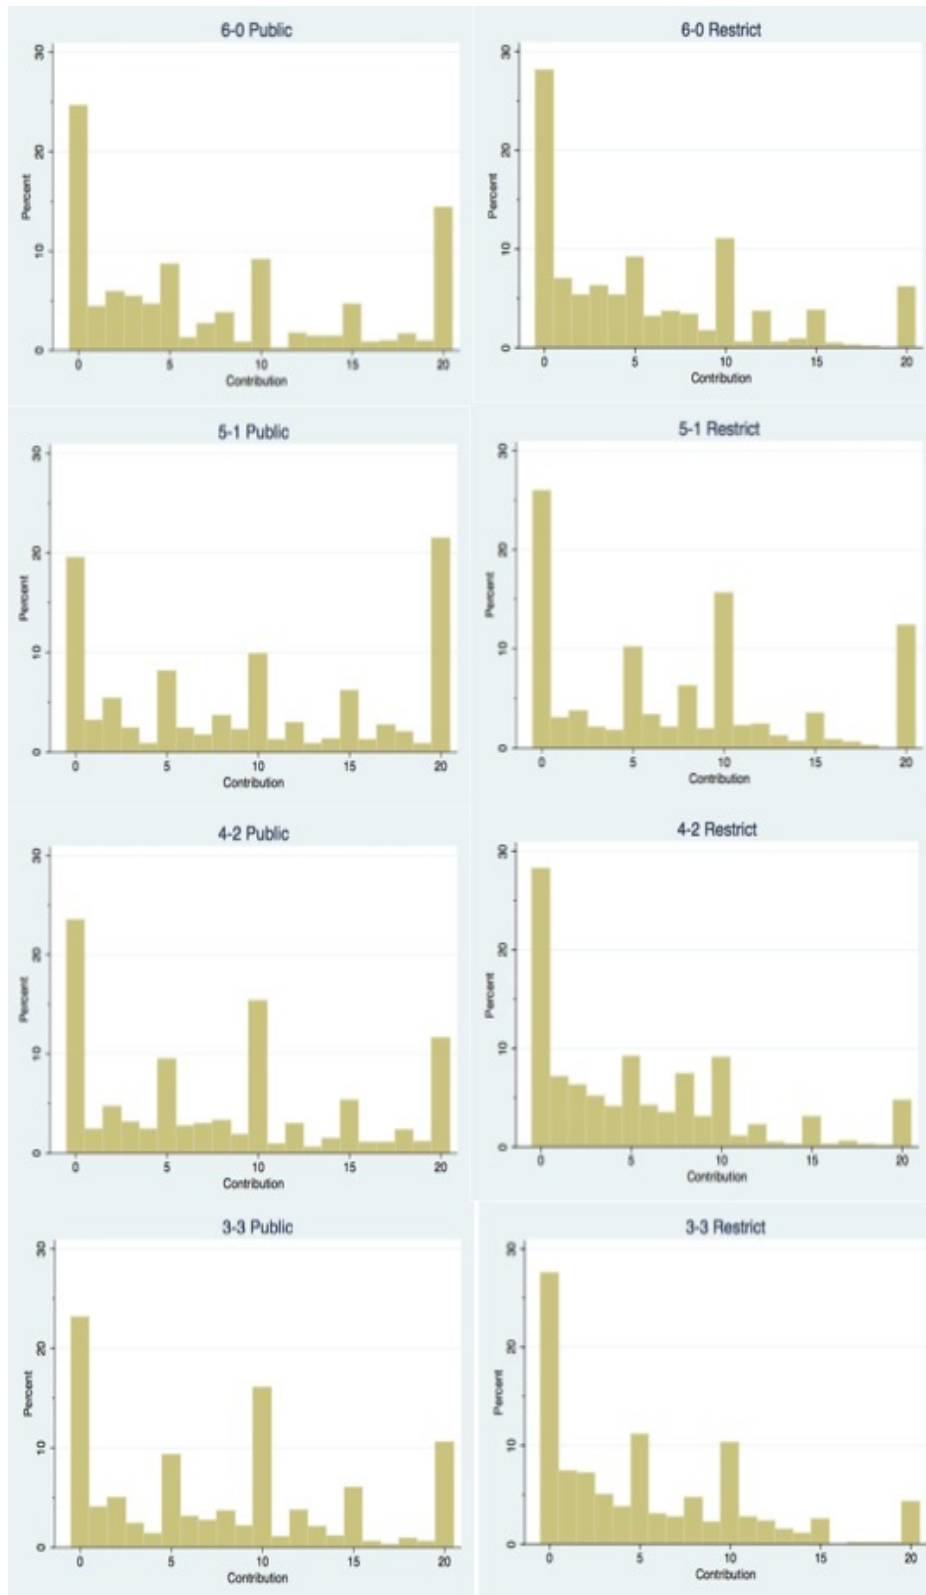 6-0 Public
30
20
10
0
Percent
0 5 10 15 20
Contribution
6-0 Restrict
30
20
10
0
Percent
0 5 10 15 20
Contribution
5-1 Public
30
20
10
0
Percent
0 5 10 15 20
Contribution
5-1 Restrict
30
20
10
0
Percent
0 5 10 15 20
Contribution
4-2 Public
30
20
10
0
Percent
0 5 10 15 20
Contribution
4-2 Restrict
30
20
10
0
Percent
0 5 10 15 20
Contribution
3-3 Public
30
20
10
0
Percent
0 5 10 15 20
Contribution
3-3 Restrict
30
20
10
0
Percent
0 5 10 15 20
Contribution